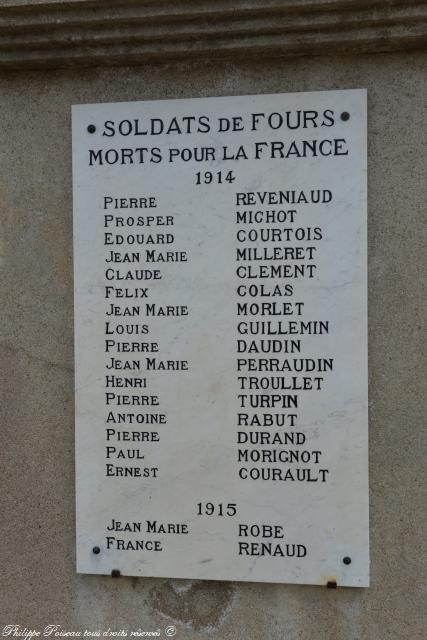 SOLDATS DE FOURS
MORTS POUR LA FRANCE
1914
PIERRE REVENIAUD
PROSPER MICHOT
EDOUARD COURTOIS
JEAN MARIE MILLERET
CLAUDE CLEMENT
FELIX COLAS
JEAN MARIE MORLET
LOUIS GUILLEMIN
PIERRE DAUDIN
JEAN MARIE PERRAUDIN
HENRI TROULLET
PIERRE TURPIN
ANTOINE RABUT
PIERRE DURAND
PAUL MORIGNOT
ERNEST COURAULT
1915
JEAN MARIE ROBE
FRANCE RENAUD
Philippe Poiseau tous droits réservés ©